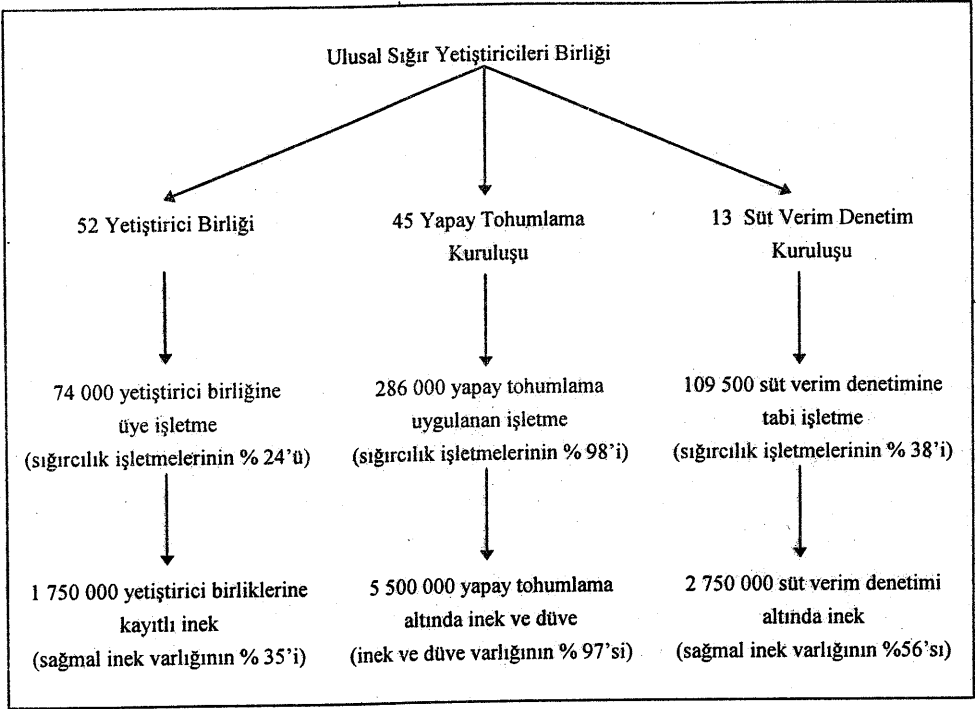 Ulusal Sığır Yetiştiricileri Birliği
52 Yetiştirici Birliği
74 000 yetiştirici birliğine
üye işletme
(sığırcılık işletmelerinin % 24'ü)
1 750 000 yetiştirici birliklerine
kayıtlı inek
(sağmal inek varlığının % 35'i)
45 Yapay Tohumlama
Kuruluşu
286 000 yapay tohumlama
uygulanan işletme
(sığırcılık işletmelerinin % 98'i)
5 500 000 yapay tohumlama
altında inek ve düve
(inek ve düve varlığının % 97'si)
13 Süt Verim Denetim
Kuruluşu
109 500 süt verim denetimine
tabi işletme
(sığırcılık işletmelerinin % 38'i)
2 750 000 süt verim denetimi
altında inek
(sağmal inek varlığının %56'sı)